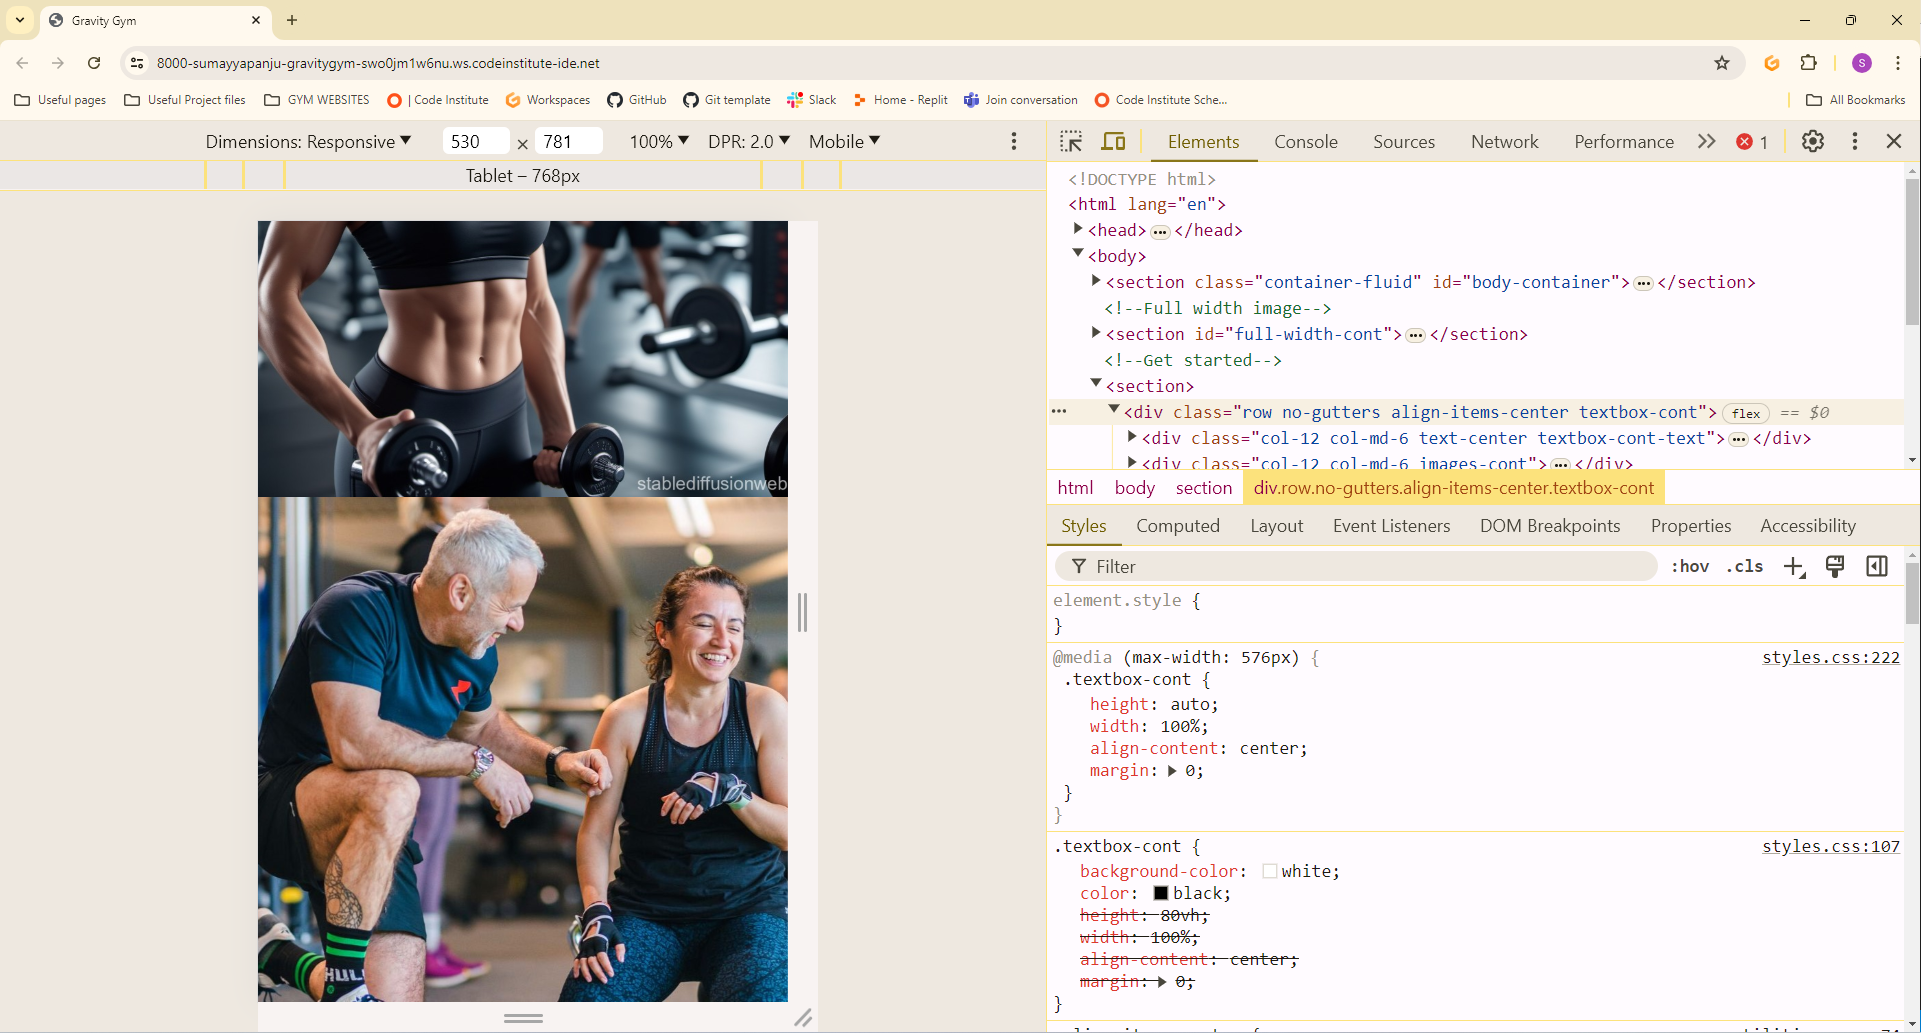 Gravity Gym
8000-sumayyapanju-gravitygym-swo0jm1w6nu.ws.codeinstitute-ide.net
S
Useful pages
Useful Project files
GYM WEBSITES
| Code Institute
Workspaces
GitHub
Git template
Slack
Home - Replit
Join conversation
Code Institute Sche...
All Bookmarks
Dimensions: Responsive
530 × 781
100%
DPR: 2.0
Mobile
Tablet – 768px
stablediffusionweb
HUL
Elements
Console
Sources
Network
Performance
1
<!DOCTYPE html>
<html lang="en">
<head>…</head>
<body>
<section class="container-fluid" id="body-container">…</section>
<!--Full width image-->
<section id="full-width-cont">…</section>
<!--Get started-->
<section>
<div class="row no-gutters align-items-center textbox-cont"> flex == $0
<div class="col-12 col-md-6 text-center textbox-cont-text">…</div>
<div class="col-12 col-md-6 images-cont">…</div>
html body section div.row.no-gutters.align-items-center.textbox-cont
Styles
Computed
Layout
Event Listeners
DOM Breakpoints
Properties
Accessibility
Filter
:hov
.cls
element.style {
}
@media (max-width: 576px) { styles.css:222
.textbox-cont {
height: auto;
width: 100%;
align-content: center;
margin: 0;
}
}
.textbox-cont { styles.css:107
background-color: white;
color: black;
height: 80vh;
width: 100%;
align-content: center;
margin: 0;
}